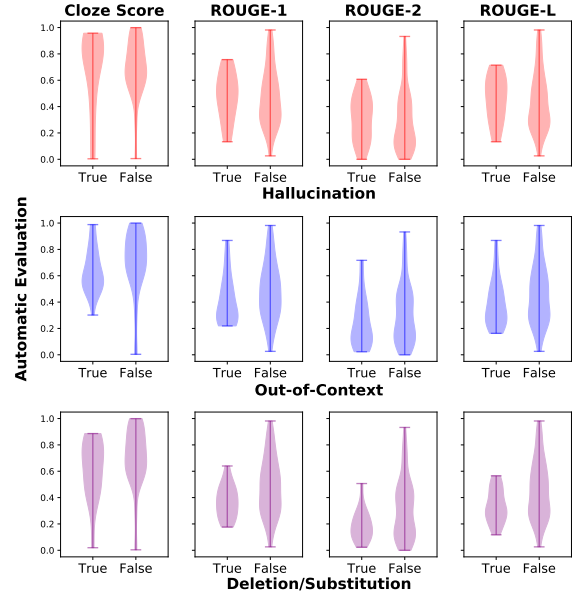 Cloze Score ROUGE-1 ROUGE-2 ROUGE-L
1.0
0.8
0.6
0.4
0.2
0.0
True False True False True False True False
Hallucination
1.0
0.8
0.6
0.4
0.2
0.0
True False True False True False True False
Out-of-Context
1.0
0.8
0.6
0.4
0.2
0.0
True False True False True False True False
Deletion/Substitution
Automatic Evaluation